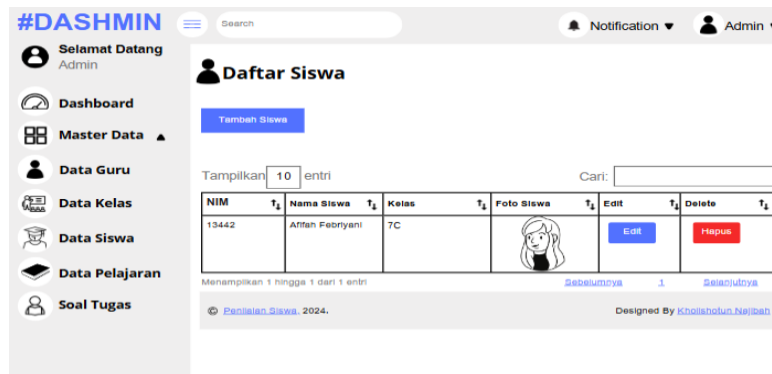 #DASHMIN
Search
Notification ▼
Admin
Selamat Datang
Admin
Dashboard
Master Data ▲
Data Guru
Data Kelas
Data Siswa
Data Pelajaran
Soal Tugas
Daftar Siswa
Tambah Siswa
Tampilkan 10 entri
Cari:
NIM Nama Siswa Kelas Foto Siswa Edit Delete
13442 Afifah Febriyani 7C Edit Hapus
Menampilkan 1 hingga 1 dari 1 entri
Sebelumnya 1 Selanjutnya
© Penilaian Siswa, 2024.
Designed By Kholishotun Najibah